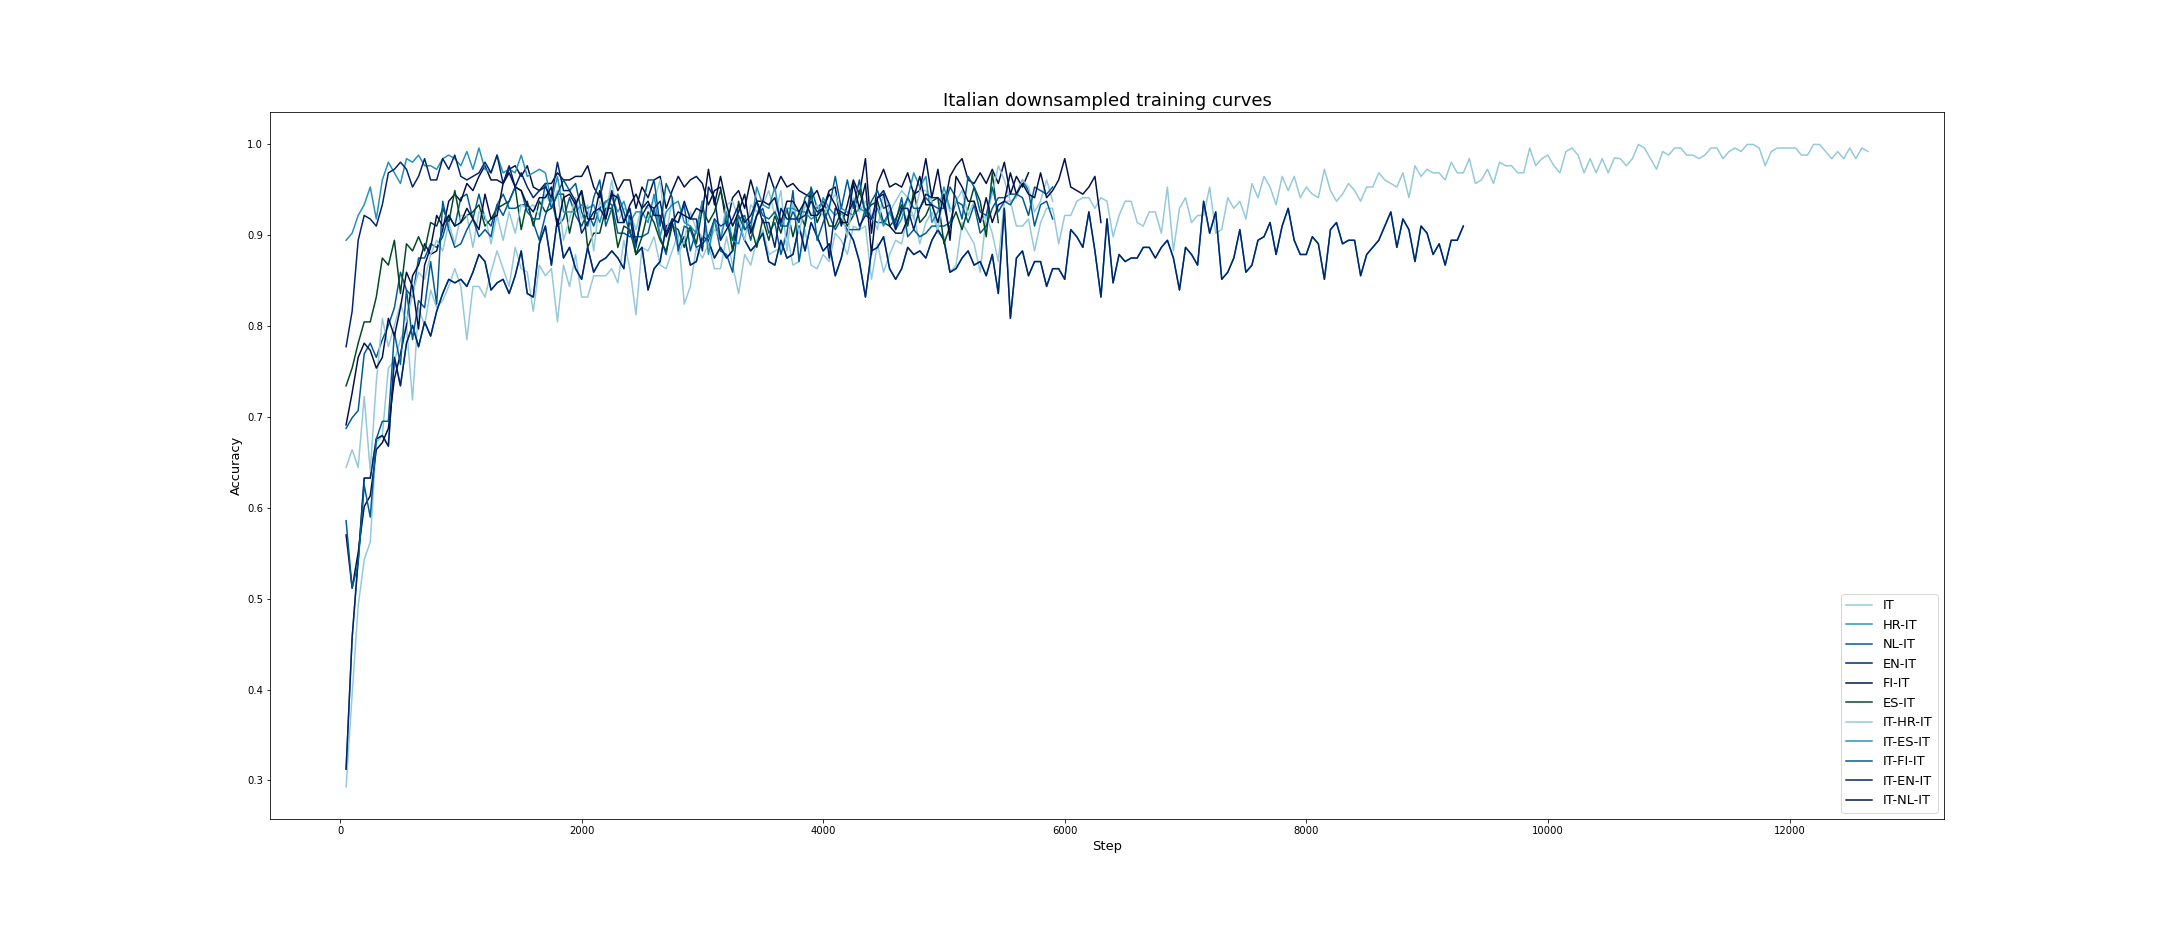 Italian downsampled training curves
1.0
0.9
0.8
0.7
0.6
0.5
0.4
0.3
Accuracy
0 2000 4000 6000 8000 10000 12000
Step
IT
HR-IT
NL-IT
EN-IT
FI-IT
ES-IT
IT-HR-IT
IT-ES-IT
IT-FI-IT
IT-EN-IT
IT-NL-IT